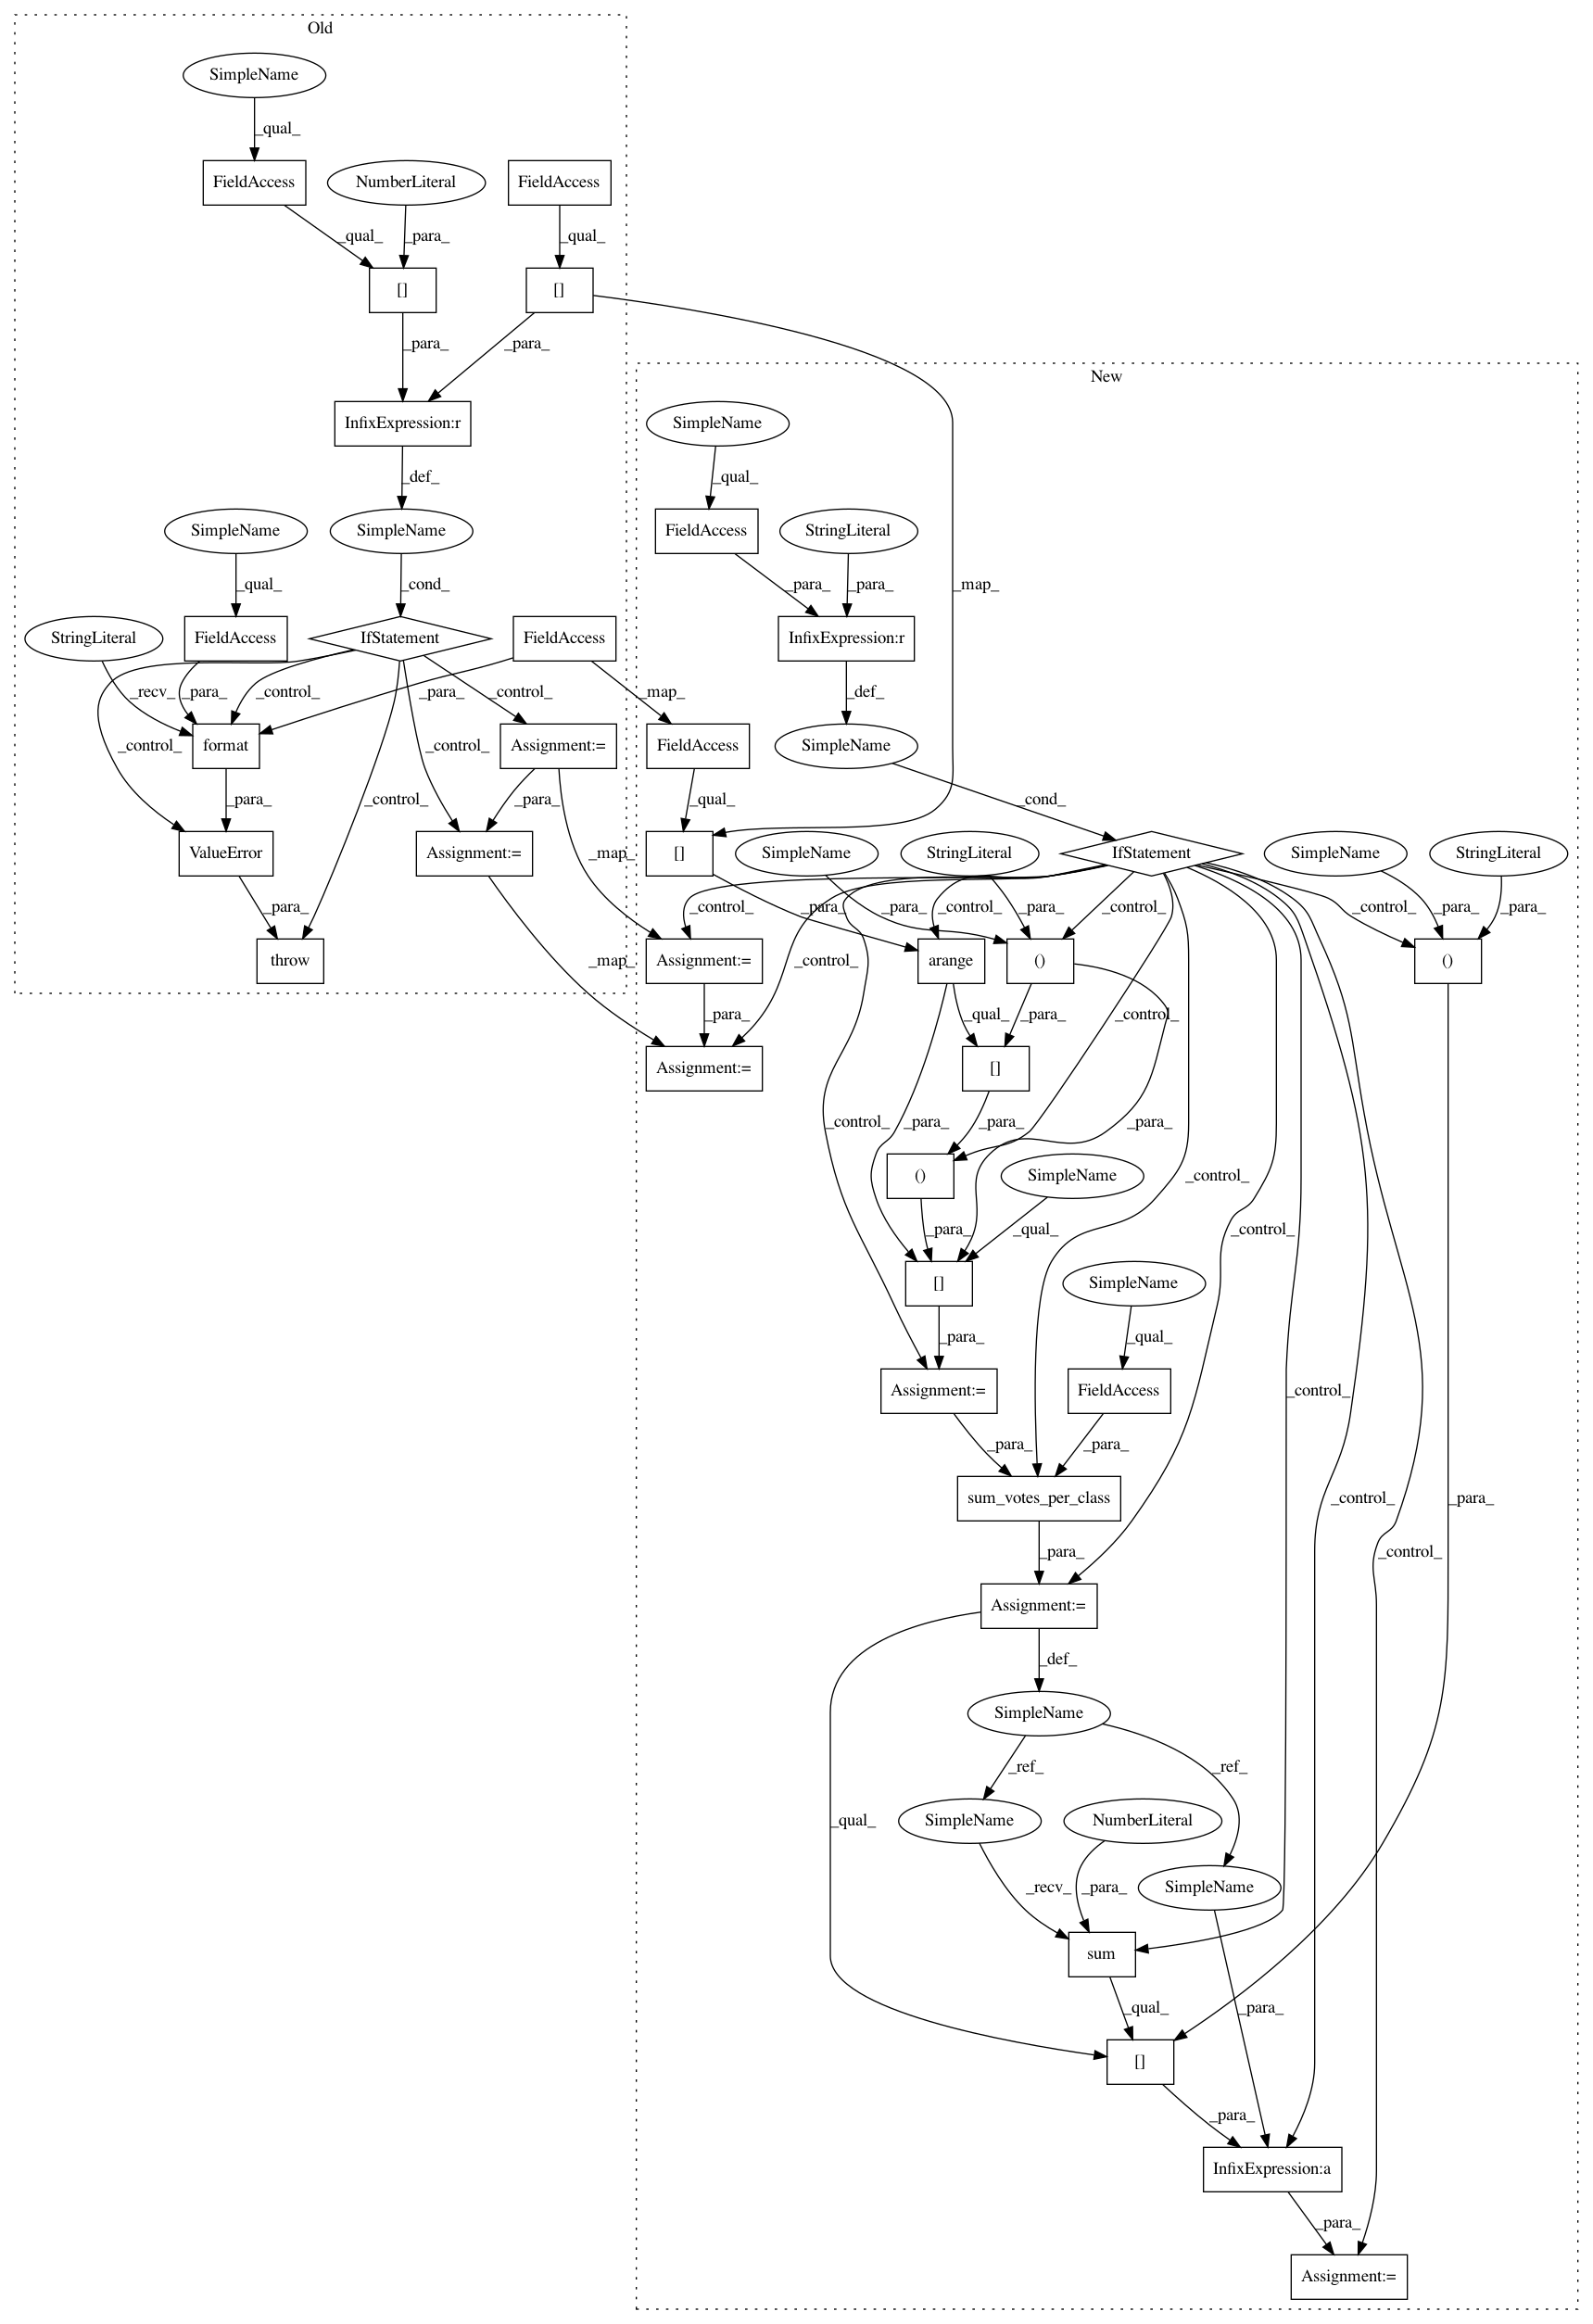 Old
SimpleName
_qual_
FieldAccess
NumberLiteral
FieldAccess
_qual_
_para_
_qual_
[]
[]
_para_
_para_
New
InfixExpression:r
SimpleName
_def_
_qual_
SimpleName
SimpleName
FieldAccess
StringLiteral
_qual_
_cond_
_para_
_para_
_map_
StringLiteral
FieldAccess
IfStatement
FieldAccess
InfixExpression:r
_recv_
_para_
_control_
_para_
_control_
_map_
_def_
format
Assignment:=
FieldAccess
SimpleName
_control_
_control_
_para_
_control_
_para_
_qual_
_cond_
ValueError
Assignment:=
[]
SimpleName
StringLiteral
IfStatement
SimpleName
StringLiteral
_para_
_map_
_control_
_para_
_para_
_control_
_para_
_control_
_control_
_para_
_para_
throw
Assignment:=
arange
()
()
_map_
_control_
_para_
_qual_
_para_
_control_
Assignment:=
[]
_control_
_para_
_para_
_para_
()
SimpleName
_control_
_para_
_qual_
_control_
[]
SimpleName
_para_
_qual_
Assignment:=
FieldAccess
_control_
_para_
_para_
sum_votes_per_class
_control_
_para_
_para_
_control_
Assignment:=
_def_
SimpleName
_ref_
_ref_
_qual_
SimpleName
NumberLiteral
SimpleName
_recv_
_para_
sum
_qual_
_para_
[]
_para_
InfixExpression:a
_para_
Assignment:=